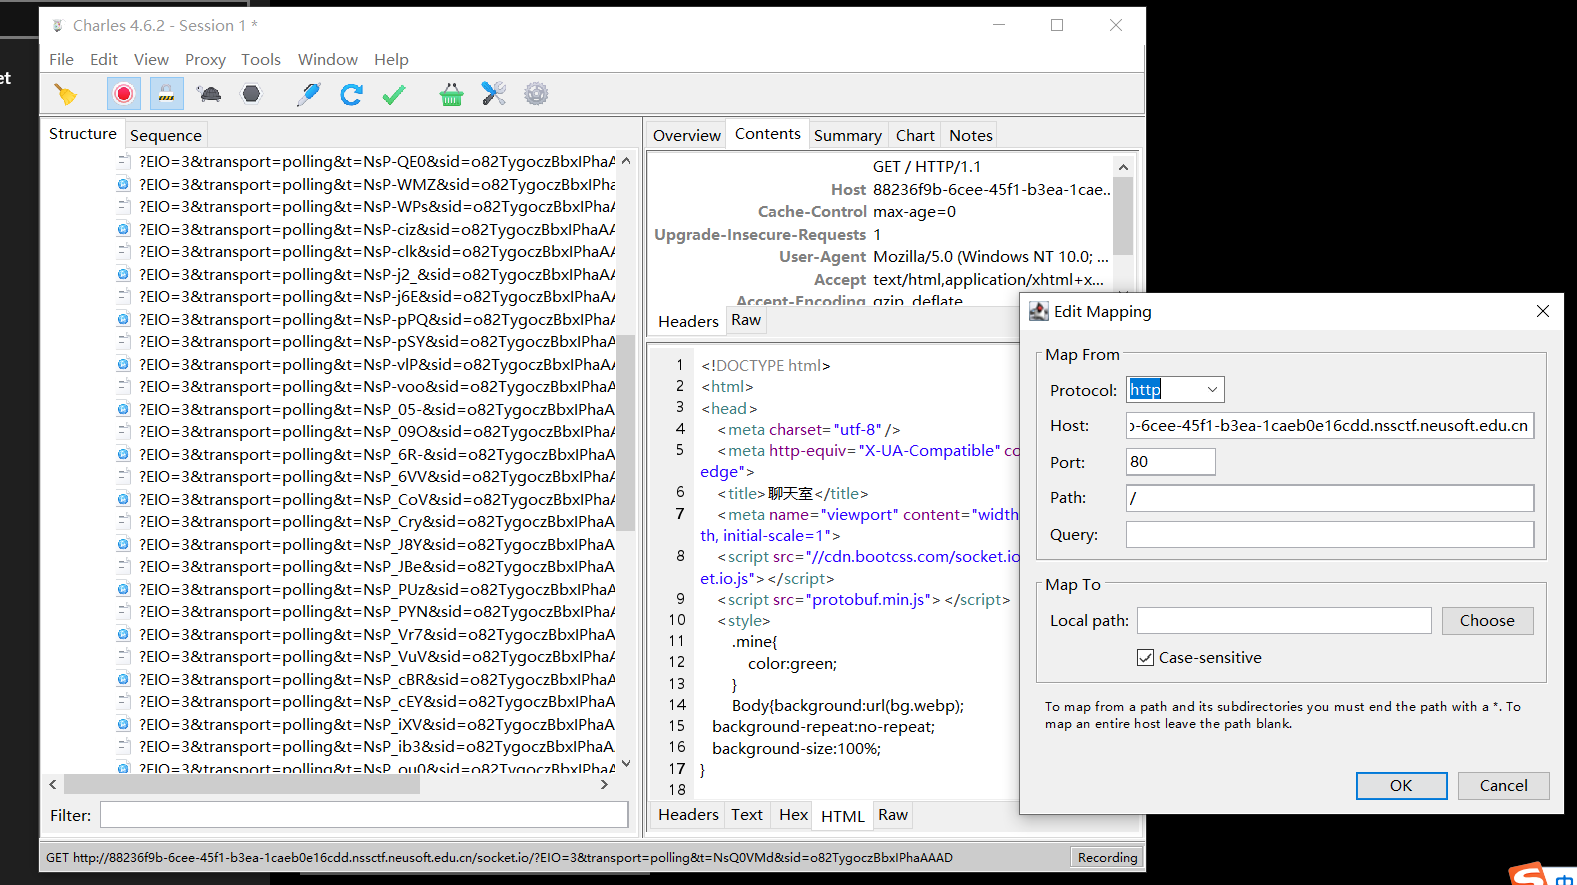 et
Charles 4.6.2 - Session 1 *
File Edit View Proxy Tools Window Help
Structure Sequence
?EIO=3&transport=polling&t=NsP-QE0&sid=o82TygoczBbxIPhaA
?EIO=3&transport=polling&t=NsP-WMZ&sid=o82TygoczBbxIPha
?EIO=3&transport=polling&t=NsP-WPs&sid=o82TygoczBbxIPhaA
?EIO=3&transport=polling&t=NsP-ciz&sid=o82TygoczBbxIPhaAA
?EIO=3&transport=polling&t=NsP-clk&sid=o82TygoczBbxIPhaAA
?EIO=3&transport=polling&t=NsP-j2_&sid=o82TygoczBbxIPhaAA
?EIO=3&transport=polling&t=NsP-j6E&sid=o82TygoczBbxIPhaAA
?EIO=3&transport=polling&t=NsP-pPQ&sid=o82TygoczBbxIPhaA
?EIO=3&transport=polling&t=NsP-pSY&sid=o82TygoczBbxIPhaA
?EIO=3&transport=polling&t=NsP-vlP&sid=o82TygoczBbxIPhaAA
?EIO=3&transport=polling&t=NsP-voo&sid=o82TygoczBbxIPhaA
?EIO=3&transport=polling&t=NsP_05-&sid=o82TygoczBbxIPhaA
?EIO=3&transport=polling&t=NsP_09O&sid=o82TygoczBbxIPhaA
?EIO=3&transport=polling&t=NsP_6R-&sid=o82TygoczBbxIPhaA
?EIO=3&transport=polling&t=NsP_6VV&sid=o82TygoczBbxIPhaA
?EIO=3&transport=polling&t=NsP_CoV&sid=o82TygoczBbxIPhaA
?EIO=3&transport=polling&t=NsP_Cry&sid=o82TygoczBbxIPhaA
?EIO=3&transport=polling&t=NsP_J8Y&sid=o82TygoczBbxIPhaA
?EIO=3&transport=polling&t=NsP_JBe&sid=o82TygoczBbxIPhaA
?EIO=3&transport=polling&t=NsP_PUz&sid=o82TygoczBbxIPhaA
?EIO=3&transport=polling&t=NsP_PYN&sid=o82TygoczBbxIPhaA
?EIO=3&transport=polling&t=NsP_Vr7&sid=o82TygoczBbxIPhaA
?EIO=3&transport=polling&t=NsP_VuV&sid=o82TygoczBbxIPhaA
?EIO=3&transport=polling&t=NsP_cBR&sid=o82TygoczBbxIPhaA
?EIO=3&transport=polling&t=NsP_cEY&sid=o82TygoczBbxIPhaA
?EIO=3&transport=polling&t=NsP_iXV&sid=o82TygoczBbxIPhaA
?EIO=3&transport=polling&t=NsP_ib3&sid=o82TygoczBbxIPhaA
?EIO=3&transport=polling&t=NsP_ou0&sid=o82TygoczBbxIPhaA
Filter:
Overview Contents Summary Chart Notes
GET / HTTP/1.1
Host 88236f9b-6cee-45f1-b3ea-1cae..
Cache-Control max-age=0
Upgrade-Insecure-Requests 1
User-Agent Mozilla/5.0 (Windows NT 10.0; ...
Accept text/html,application/xhtml+x...
Accept-Encoding gzip, deflate
Headers Raw
1 <!DOCTYPE html>
2 <html>
3 <head>
4 <meta charset="utf-8" />
5 <meta http-equiv="X-UA-Compatible" co
edge">
6 <title>聊天室</title>
7 <meta name="viewport" content="width
th, initial-scale=1">
8 <script src="//cdn.bootcss.com/socket.io
et.io.js"></script>
9 <script src="protobuf.min.js"></script>
10 <style>
11 .mine{
12 color:green;
13 }
14 Body{background:url(bg.webp);
15 background-repeat:no-repeat;
16 background-size:100%;
17 }
18
Headers Text Hex HTML Raw
GET http://88236f9b-6cee-45f1-b3ea-1caeb0e16cdd.nssctf.neusoft.edu.cn/socket.io/?EIO=3&transport=polling&t=NsQ0VMd&sid=o82TygoczBbxIPhaAAAD
Recording
Edit Mapping
Map From
Protocol: http
Host: b-6cee-45f1-b3ea-1caeb0e16cdd.nssctf.neusoft.edu.cn
Port: 80
Path: /
Query:
Map To
Local path: Choose
Case-sensitive
To map from a path and its subdirectories you must end the path with a *. To
map an entire host leave the path blank.
OK Cancel